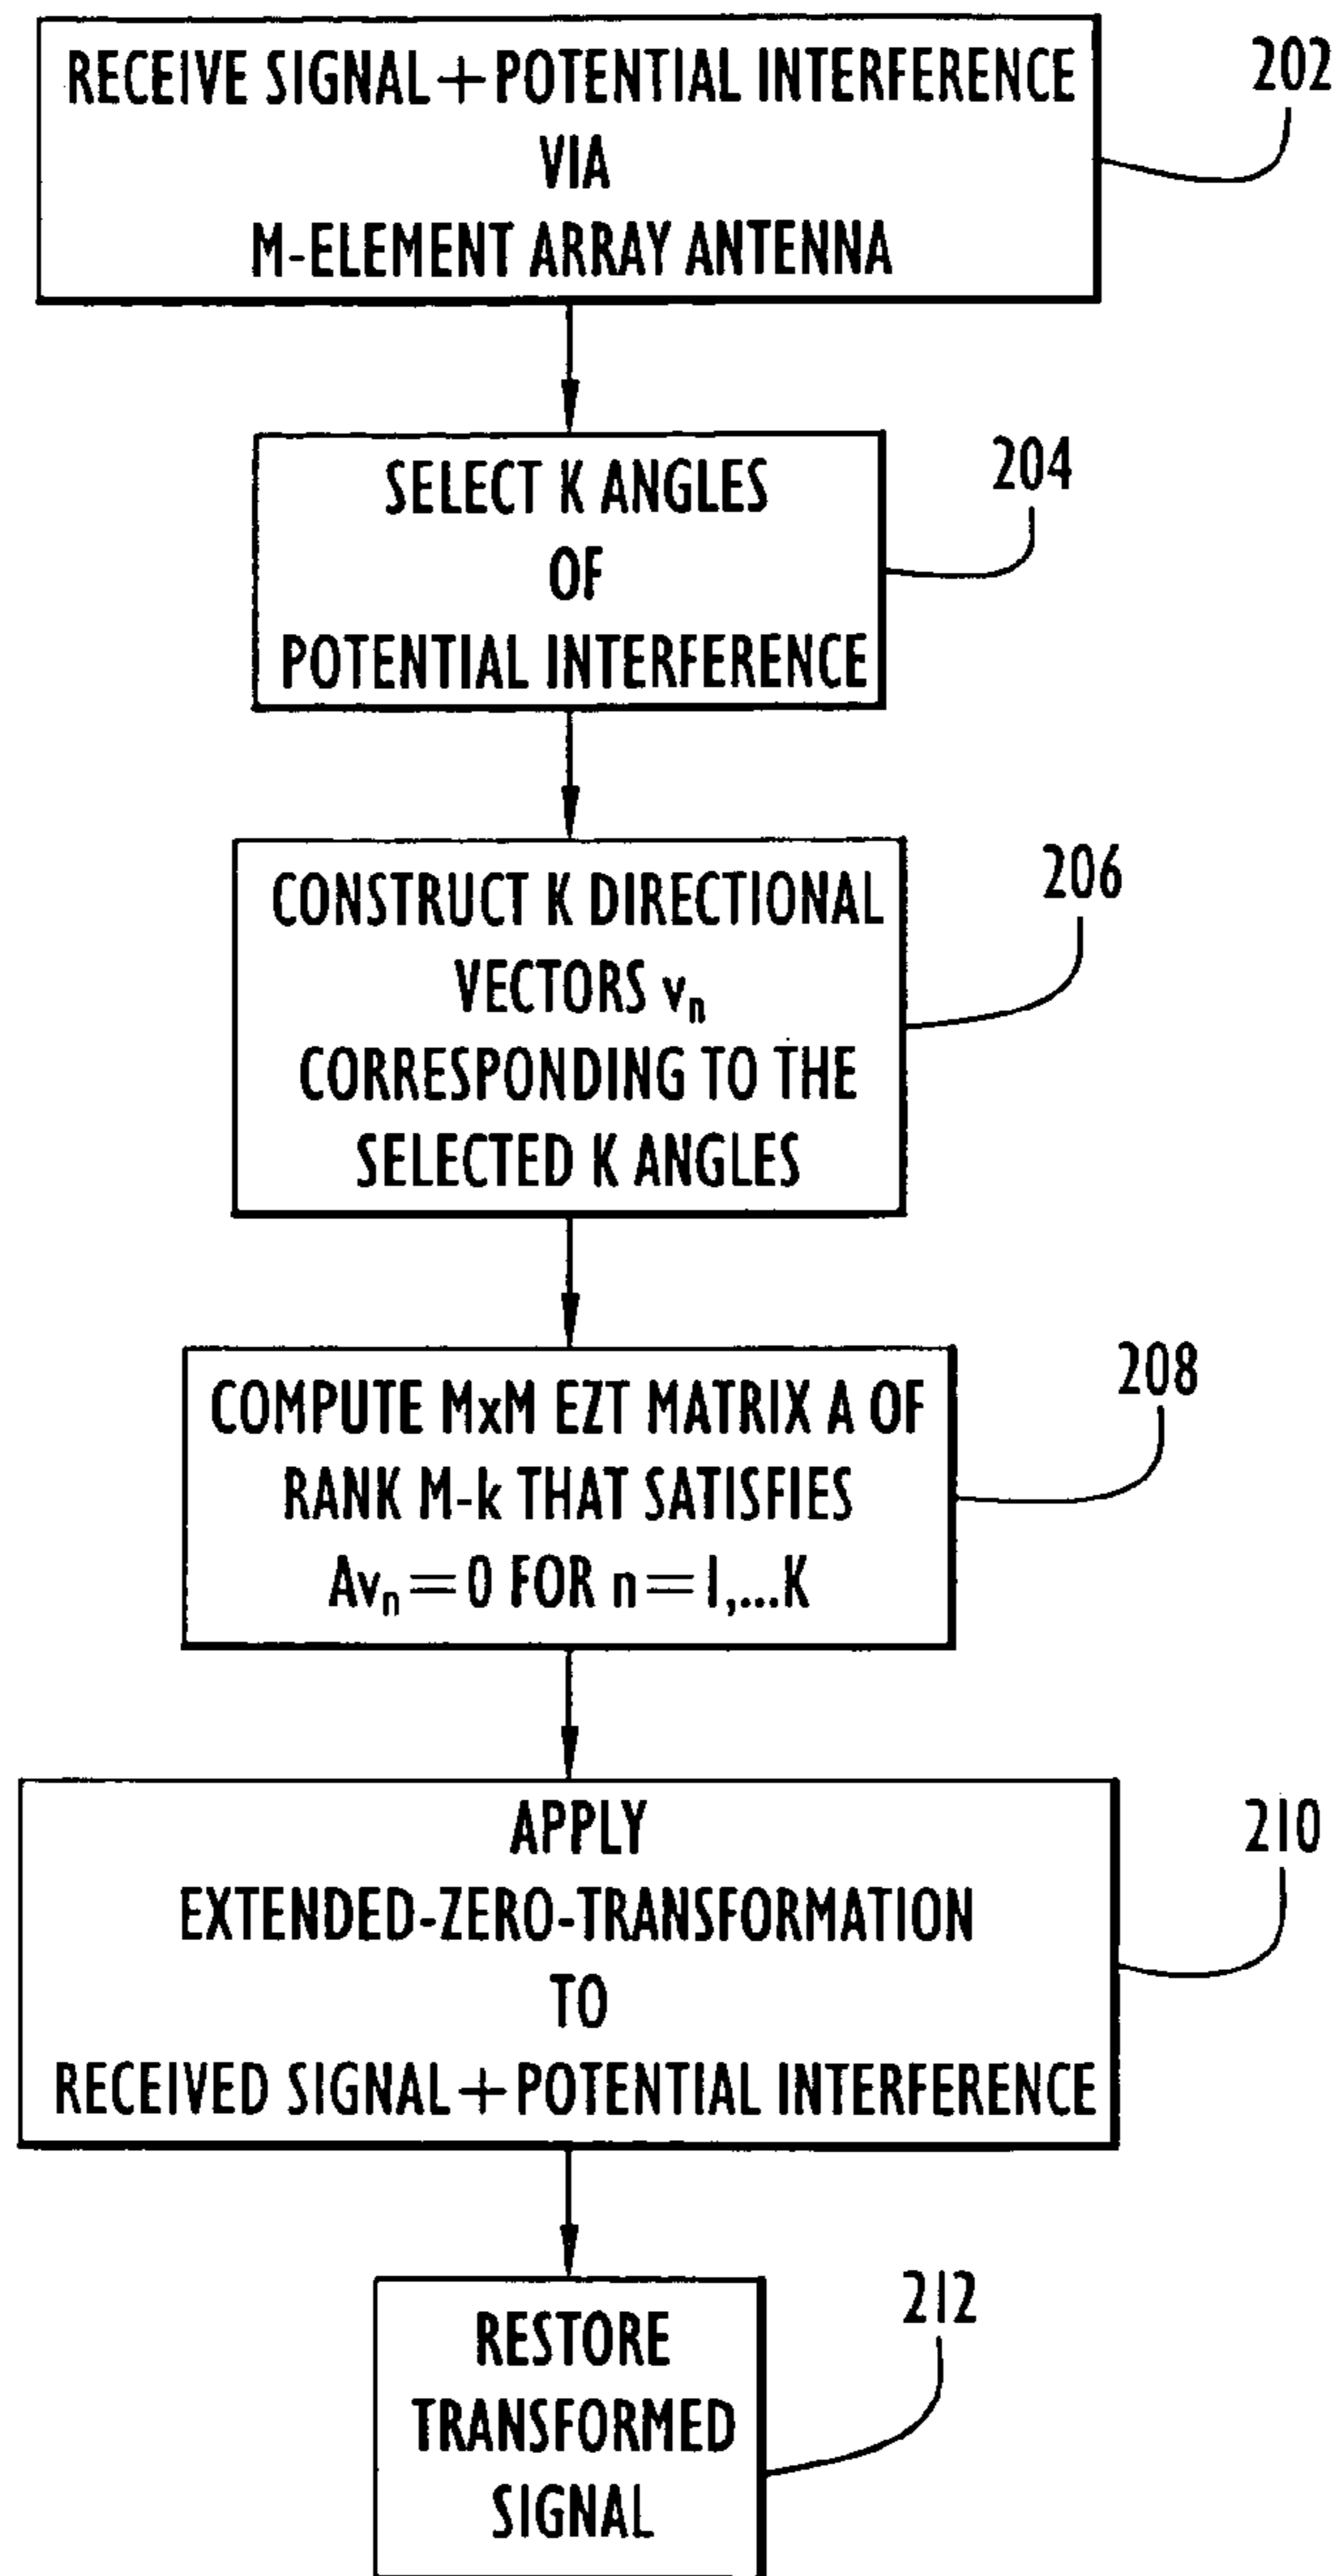 RECEIVE SIGNAL+POTENTIAL INTERFERENCE
VIA
M-ELEMENT ARRAY ANTENNA
202
SELECT K ANGLES
OF
POTENTIAL INTERFERENCE
204
CONSTRUCT K DIRECTIONAL
VECTORS vₙ
CORRESPONDING TO THE
SELECTED K ANGLES
206
COMPUTE MxM EZT MATRIX A OF
RANK M-k THAT SATISFIES
Avₙ=0 FOR n=1,...K
208
APPLY
EXTENDED-ZERO-TRANSFORMATION
TO
RECEIVED SIGNAL+POTENTIAL INTERFERENCE
210
RESTORE
TRANSFORMED
SIGNAL
212